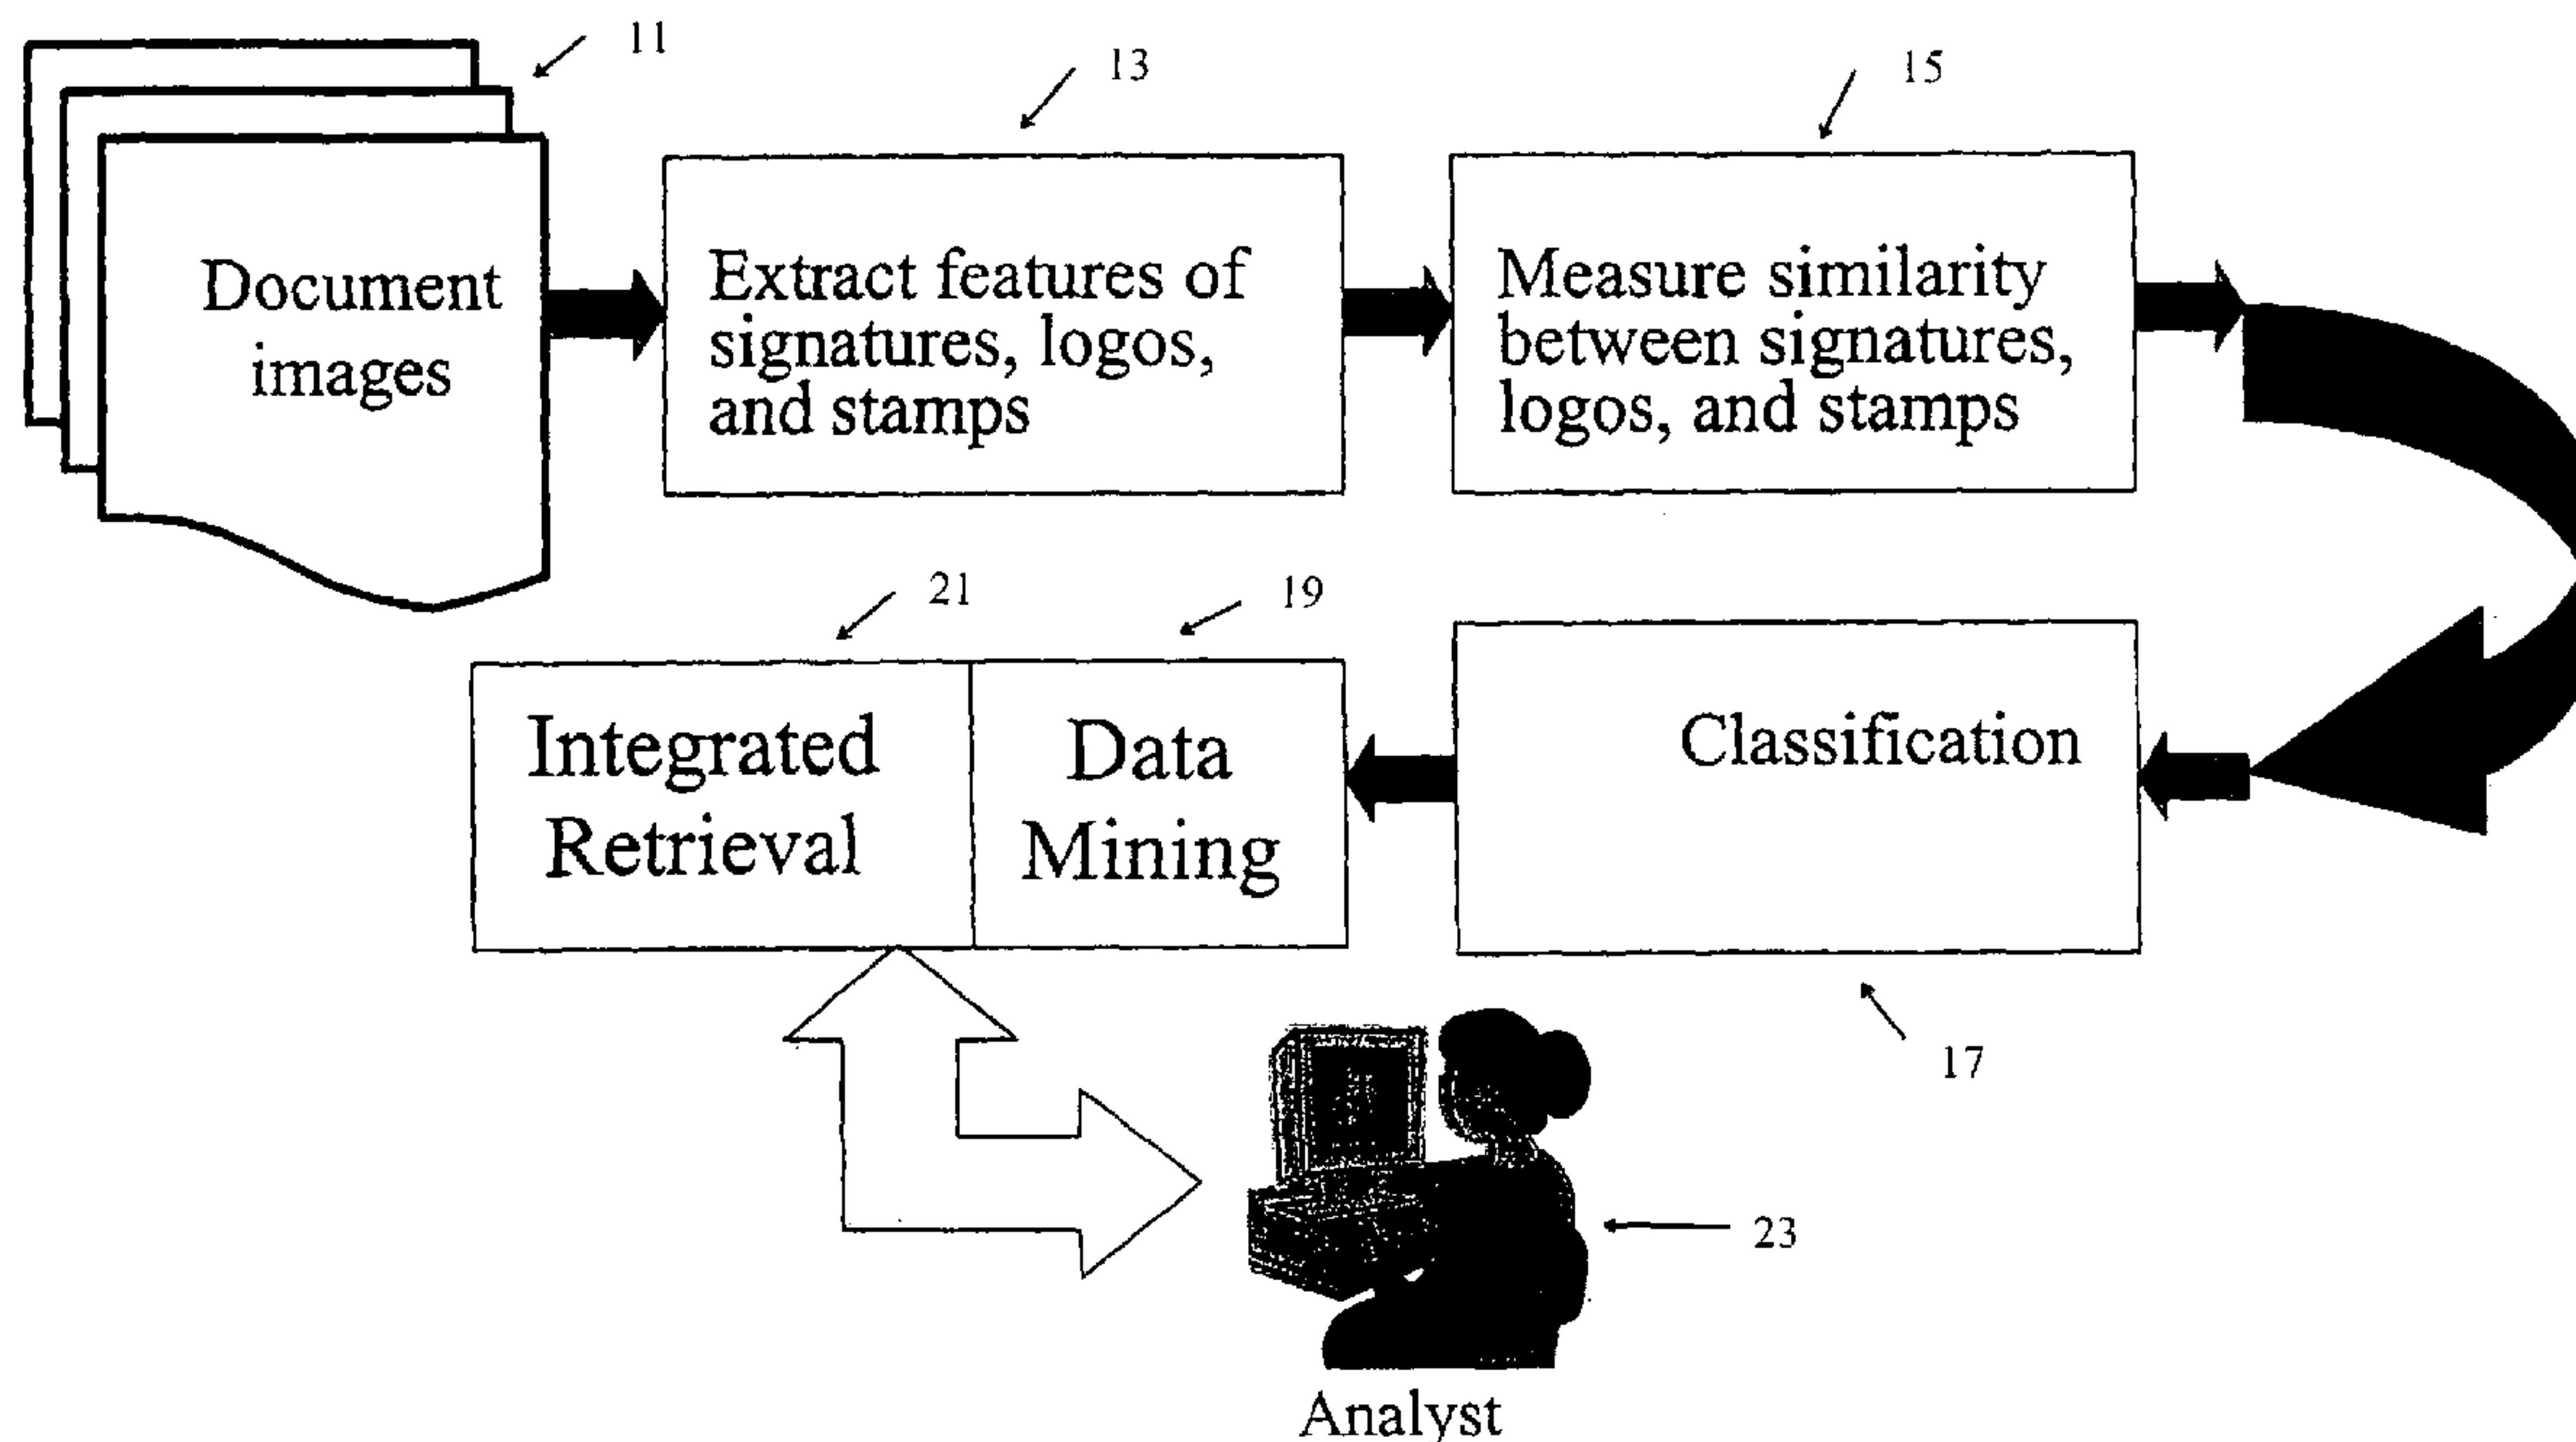 11
13
15
Document
images
Extract features of
signatures, logos,
and stamps
Measure similarity
between signatures,
logos, and stamps
21
19
Integrated
Retrieval
Data
Mining
Classification
17
23
Analyst